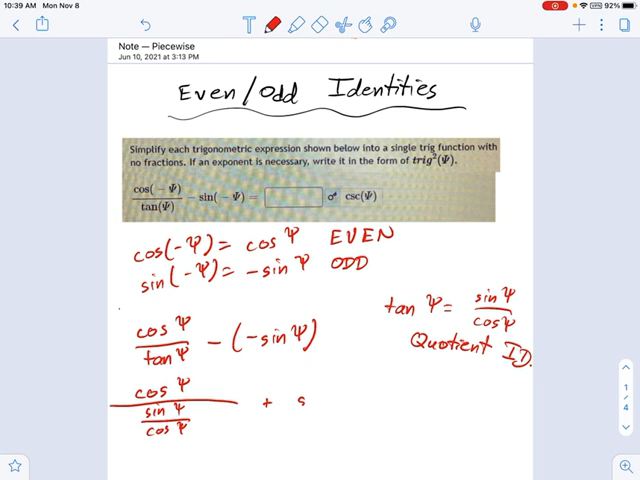 10:39 AM Mon Nov 8
92%
T
Note — Piecewise
Jun 10, 2021 at 3:13 PM
Even/Odd Identities
Simplify each trigonometric expression shown below into a single trig function with
no fractions. If an exponent is necessary, write it in the form of trig²(Ψ).
cos(−Ψ)/tan(Ψ) − sin(−Ψ) = csc(Ψ)
cos(-Ψ) = cos Ψ EVEN
sin(-Ψ) = -sin Ψ ODD
tan Ψ = sin Ψ/cos Ψ
Quotient ID.
cos Ψ/tan Ψ - (-sin Ψ)
cos Ψ/(sin Ψ/cos Ψ) + s
1
/
4